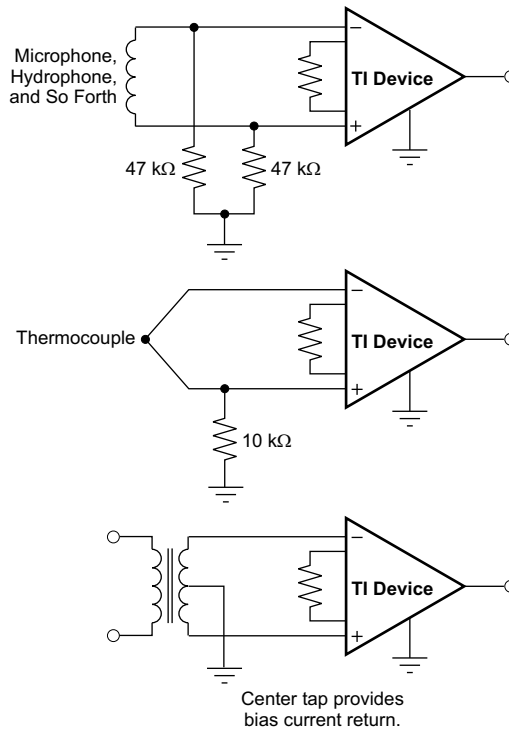 Microphone,
Hydrophone,
and So Forth
−
TI Device
+
47 kΩ
47 kΩ
−
Thermocouple
TI Device
+
10 kΩ
−
TI Device
+
Center tap provides
bias current return.